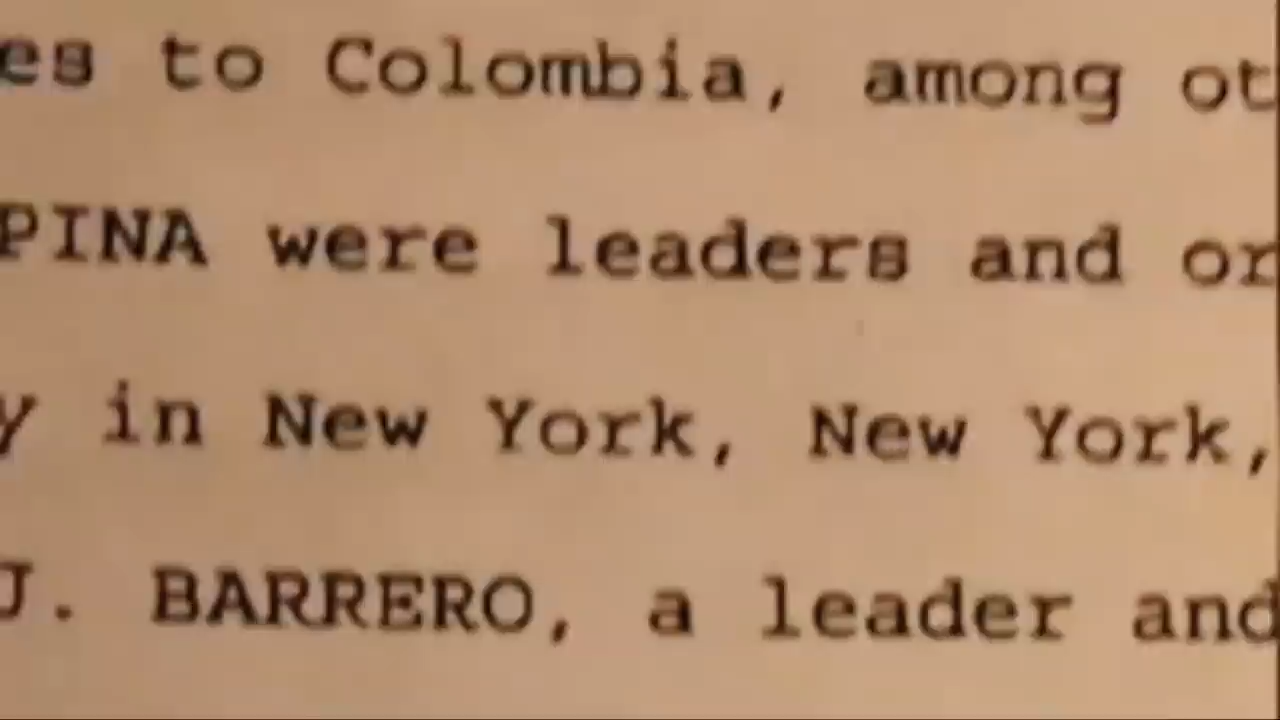 es to Colombia, among ot
PINA were leaders and or
y in New York, New York,
J. BARRERO, a leader and